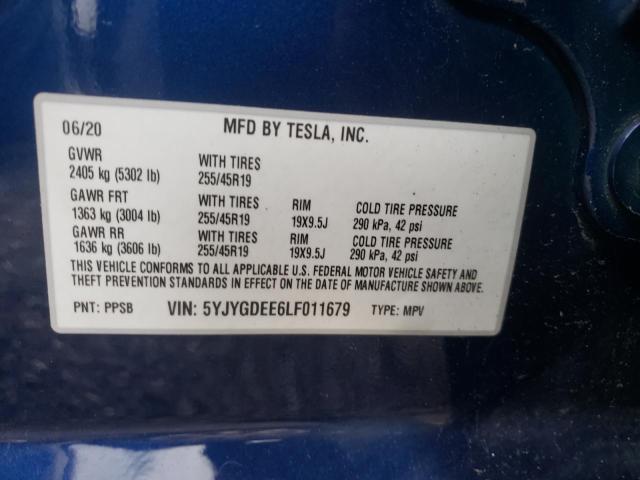 06/20 MFD BY TESLA, INC.
GVWR WITH TIRES
2405 kg (5302 lb) 255/45R19
GAWR FRT WITH TIRES RIM COLD TIRE PRESSURE
1363 kg (3004 lb) 255/45R19 19X9.5J 290 kPa, 42 psi
GAWR RR WITH TIRES RIM COLD TIRE PRESSURE
1636 kg (3606 lb) 255/45R19 19X9.5J 290 kPa, 42 psi
THIS VEHICLE CONFORMS TO ALL APPLICABLE U.S. FEDERAL MOTOR VEHICLE SAFETY AND
THEFT PREVENTION STANDARDS IN EFFECT ON THE DATE OF MANUFACTURE SHOWN ABOVE.
PNT: PPSB VIN: 5YJYGDEE6LF011679 TYPE: MPV